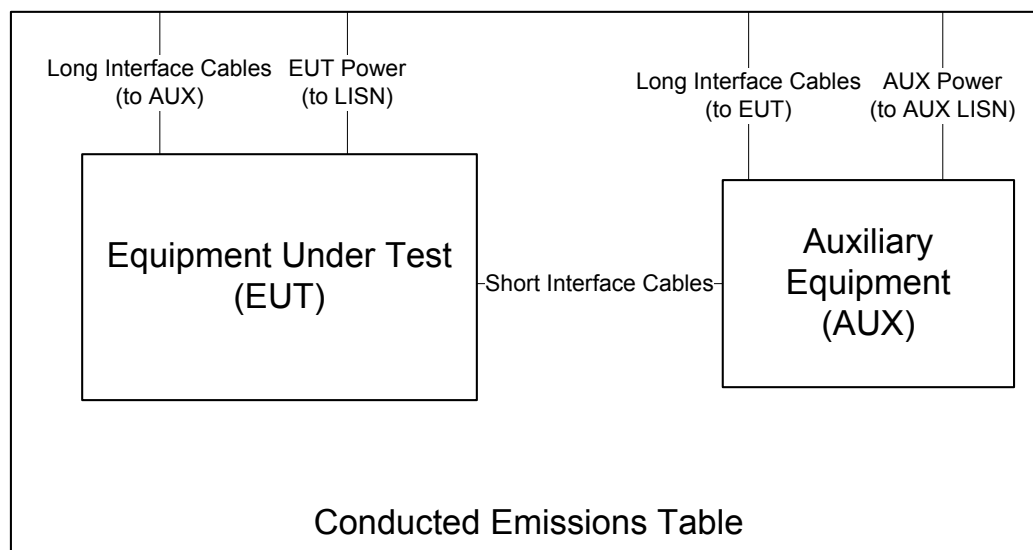 Long Interface Cables
(to AUX)
EUT Power
(to LISN)
Long Interface Cables
(to EUT)
AUX Power
(to AUX LISN)
Equipment Under Test
(EUT)
Short Interface Cables
Auxiliary
Equipment
(AUX)
Conducted Emissions Table